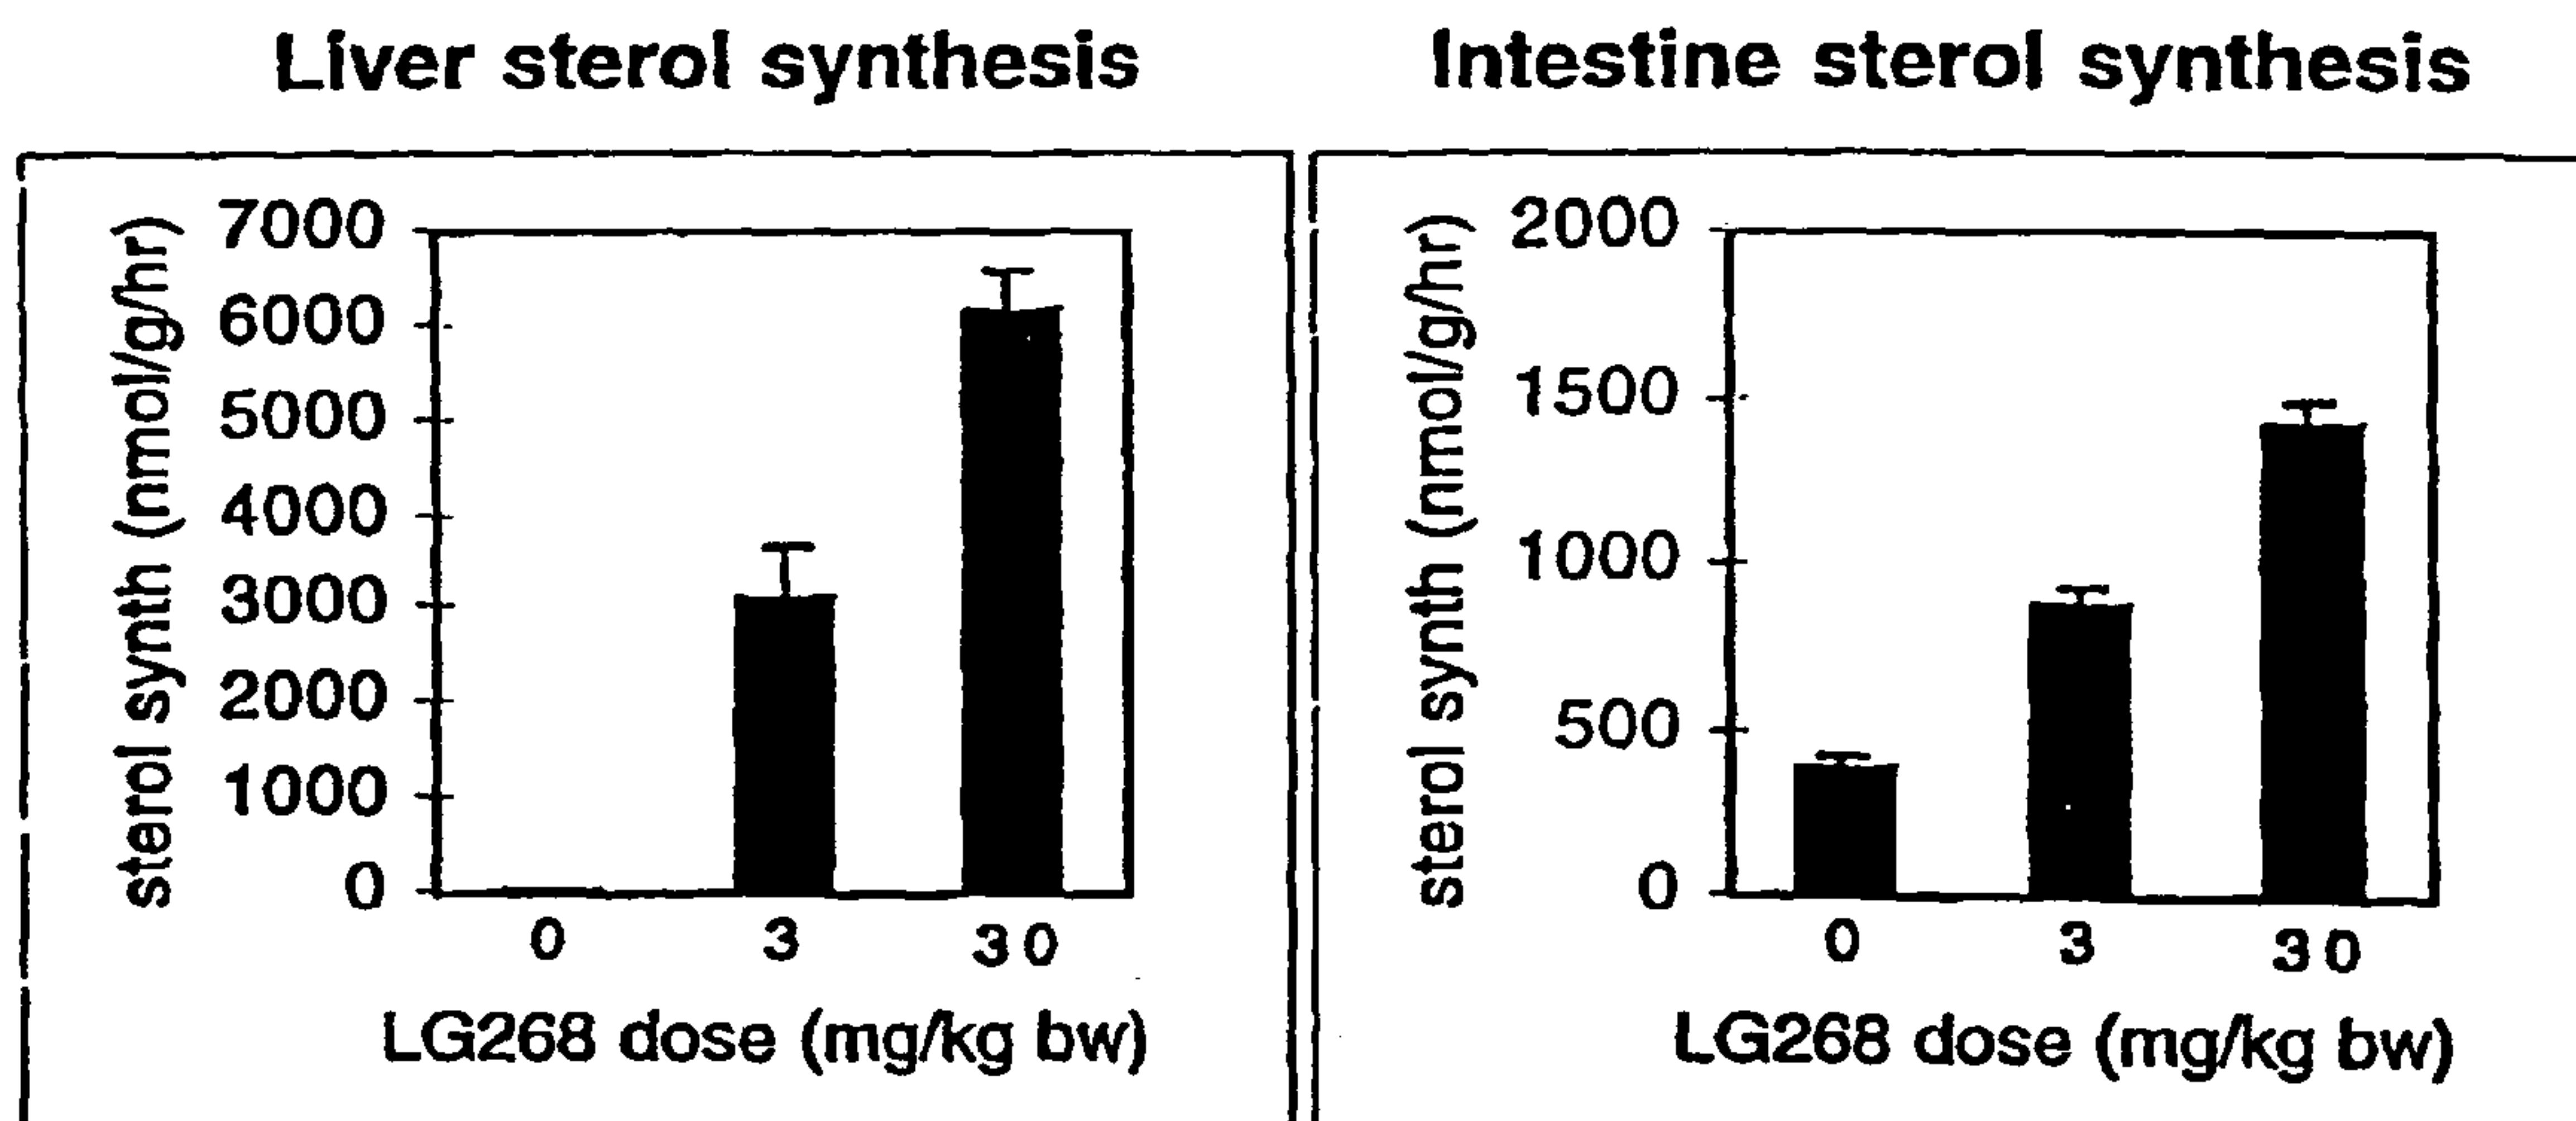 Liver sterol synthesis
sterol synth (nmol/g/hr)
7000
6000
5000
4000
3000
2000
1000
0
0 3 30
LG268 dose (mg/kg bw)
Intestine sterol synthesis
sterol synth (nmol/g/hr)
2000
1500
1000
500
0
0 3 30
LG268 dose (mg/kg bw)